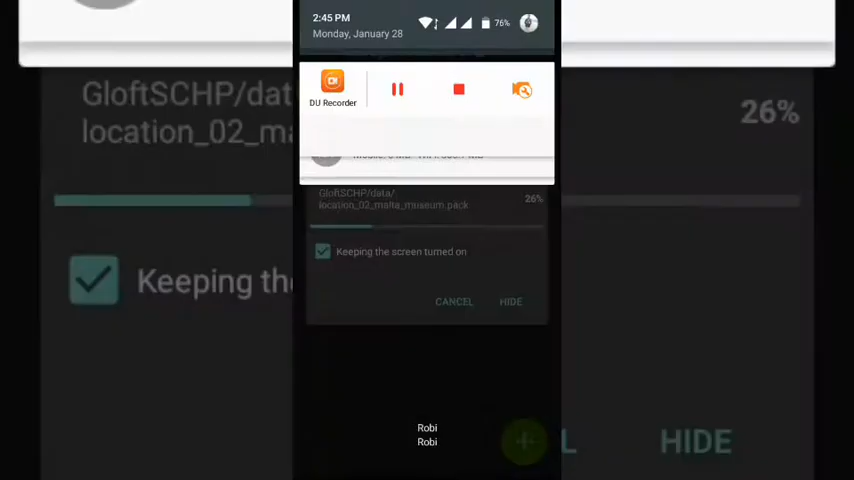 2:45 PM
Monday, January 28
76%
DU Recorder
GloftSCHP/data/
location_02_malta_museum.pack
26%
Keeping the screen turned on
CANCEL
HIDE
Robi
Robi
GloftSCHP/dat
location_02_ma
26%
Keeping the
L
HIDE